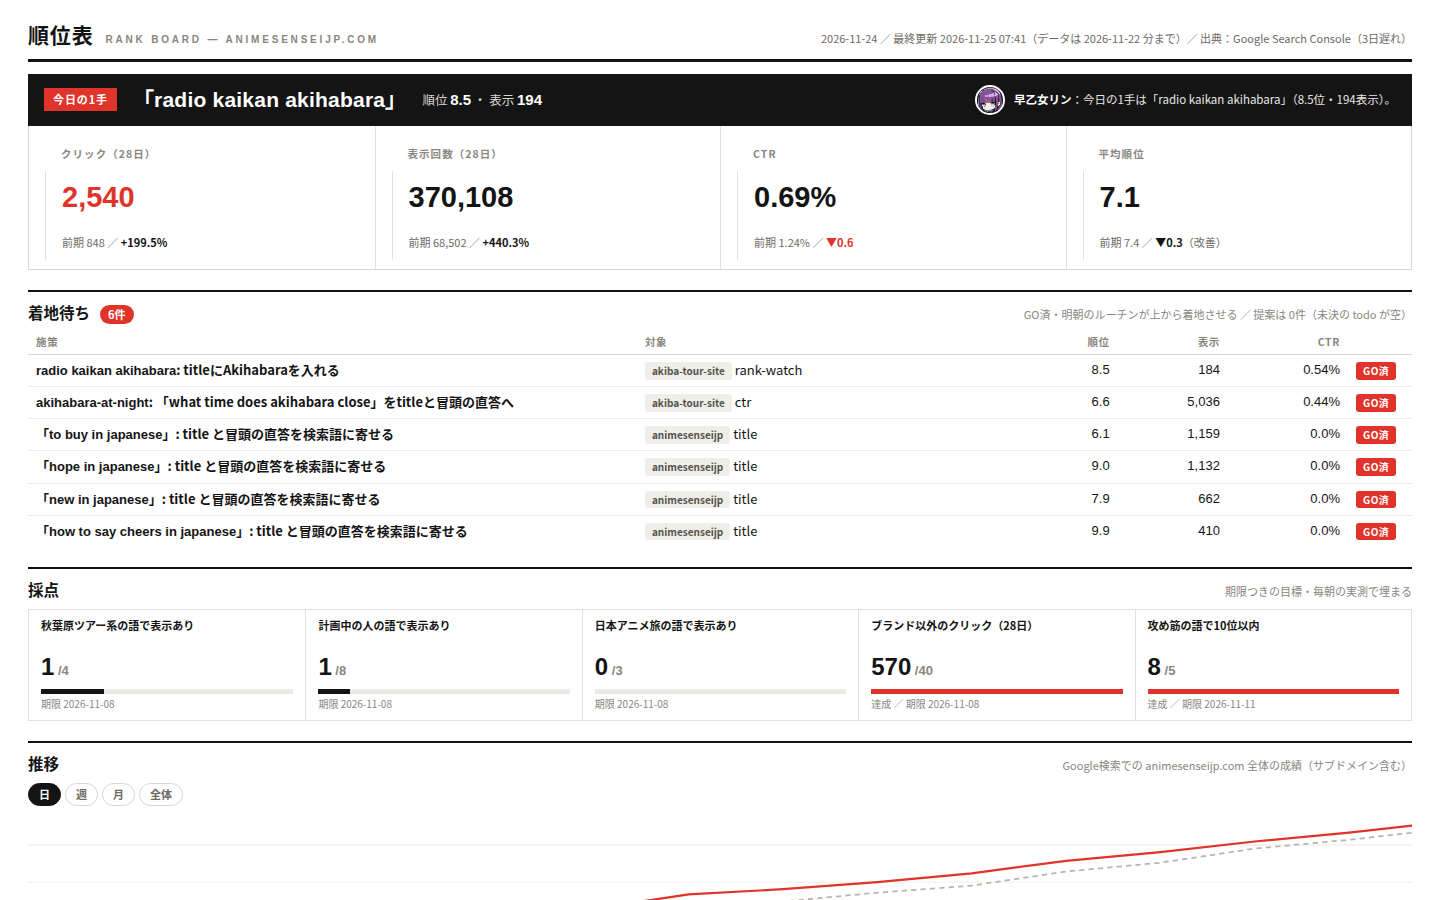 順位表 RANK BOARD — ANIMESENSEIJP.COM
2026-11-24 ／ 最終更新 2026-11-25 07:41（データは 2026-11-22 分まで）／ 出典：Google Search Console（3日遅れ）
今日の1手 「radio kaikan akihabara」 順位 8.5 ・ 表示 194
早乙女リン：今日の1手は「radio kaikan akihabara」（8.5位・194表示）。
クリック（28日） 表示回数（28日） CTR 平均順位
2,540 370,108 0.69% 7.1
前期 848 ／ +199.5% 前期 68,502 ／ +440.3% 前期 1.24% ／ ▼0.6 前期 7.4 ／ ▼0.3（改善）
着地待ち 6件
GO済・明朝のルーチンが上から着地させる ／ 提案は 0件（未決の todo が空）
施策 対象 順位 表示 CTR
radio kaikan akihabara: titleにAkihabaraを入れる akiba-tour-site rank-watch 8.5 184 0.54% GO済
akihabara-at-night: 「what time does akihabara close」をtitleと冒頭の直答へ akiba-tour-site ctr 6.6 5,036 0.44% GO済
「to buy in japanese」: title と冒頭の直答を検索語に寄せる animesenseijp title 6.1 1,159 0.0% GO済
「hope in japanese」: title と冒頭の直答を検索語に寄せる animesenseijp title 9.0 1,132 0.0% GO済
「new in japanese」: title と冒頭の直答を検索語に寄せる animesenseijp title 7.9 662 0.0% GO済
「how to say cheers in japanese」: title と冒頭の直答を検索語に寄せる animesenseijp title 9.9 410 0.0% GO済
採点
期限つきの目標・毎朝の実測で埋まる
秋葉原ツアー系の語で表示あり 計画中の人の語で表示あり 日本アニメ旅の語で表示あり ブランド以外のクリック（28日） 攻め筋の語で10位以内
1 /4 1 /8 0 /3 570 /40 8 /5
期限 2026-11-08 期限 2026-11-08 期限 2026-11-08 達成 ／ 期限 2026-11-08 達成 ／ 期限 2026-11-11
推移
Google検索での animesenseijp.com 全体の成績（サブドメイン含む）
日 週 月 全体